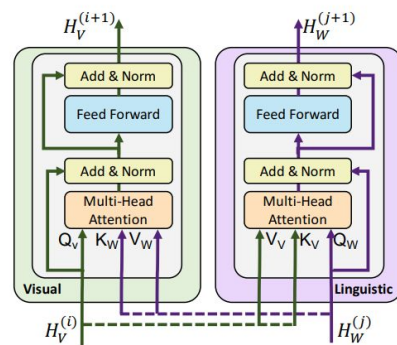 H_V^{(i+1)}
Add & Norm
Feed Forward
Add & Norm
Multi-Head
Attention
Q_v K_W V_W
Visual
H_V^{(i)}
H_W^{(j+1)}
Add & Norm
Feed Forward
Add & Norm
Multi-Head
Attention
V_V K_V Q_W
Linguistic
H_W^{(j)}